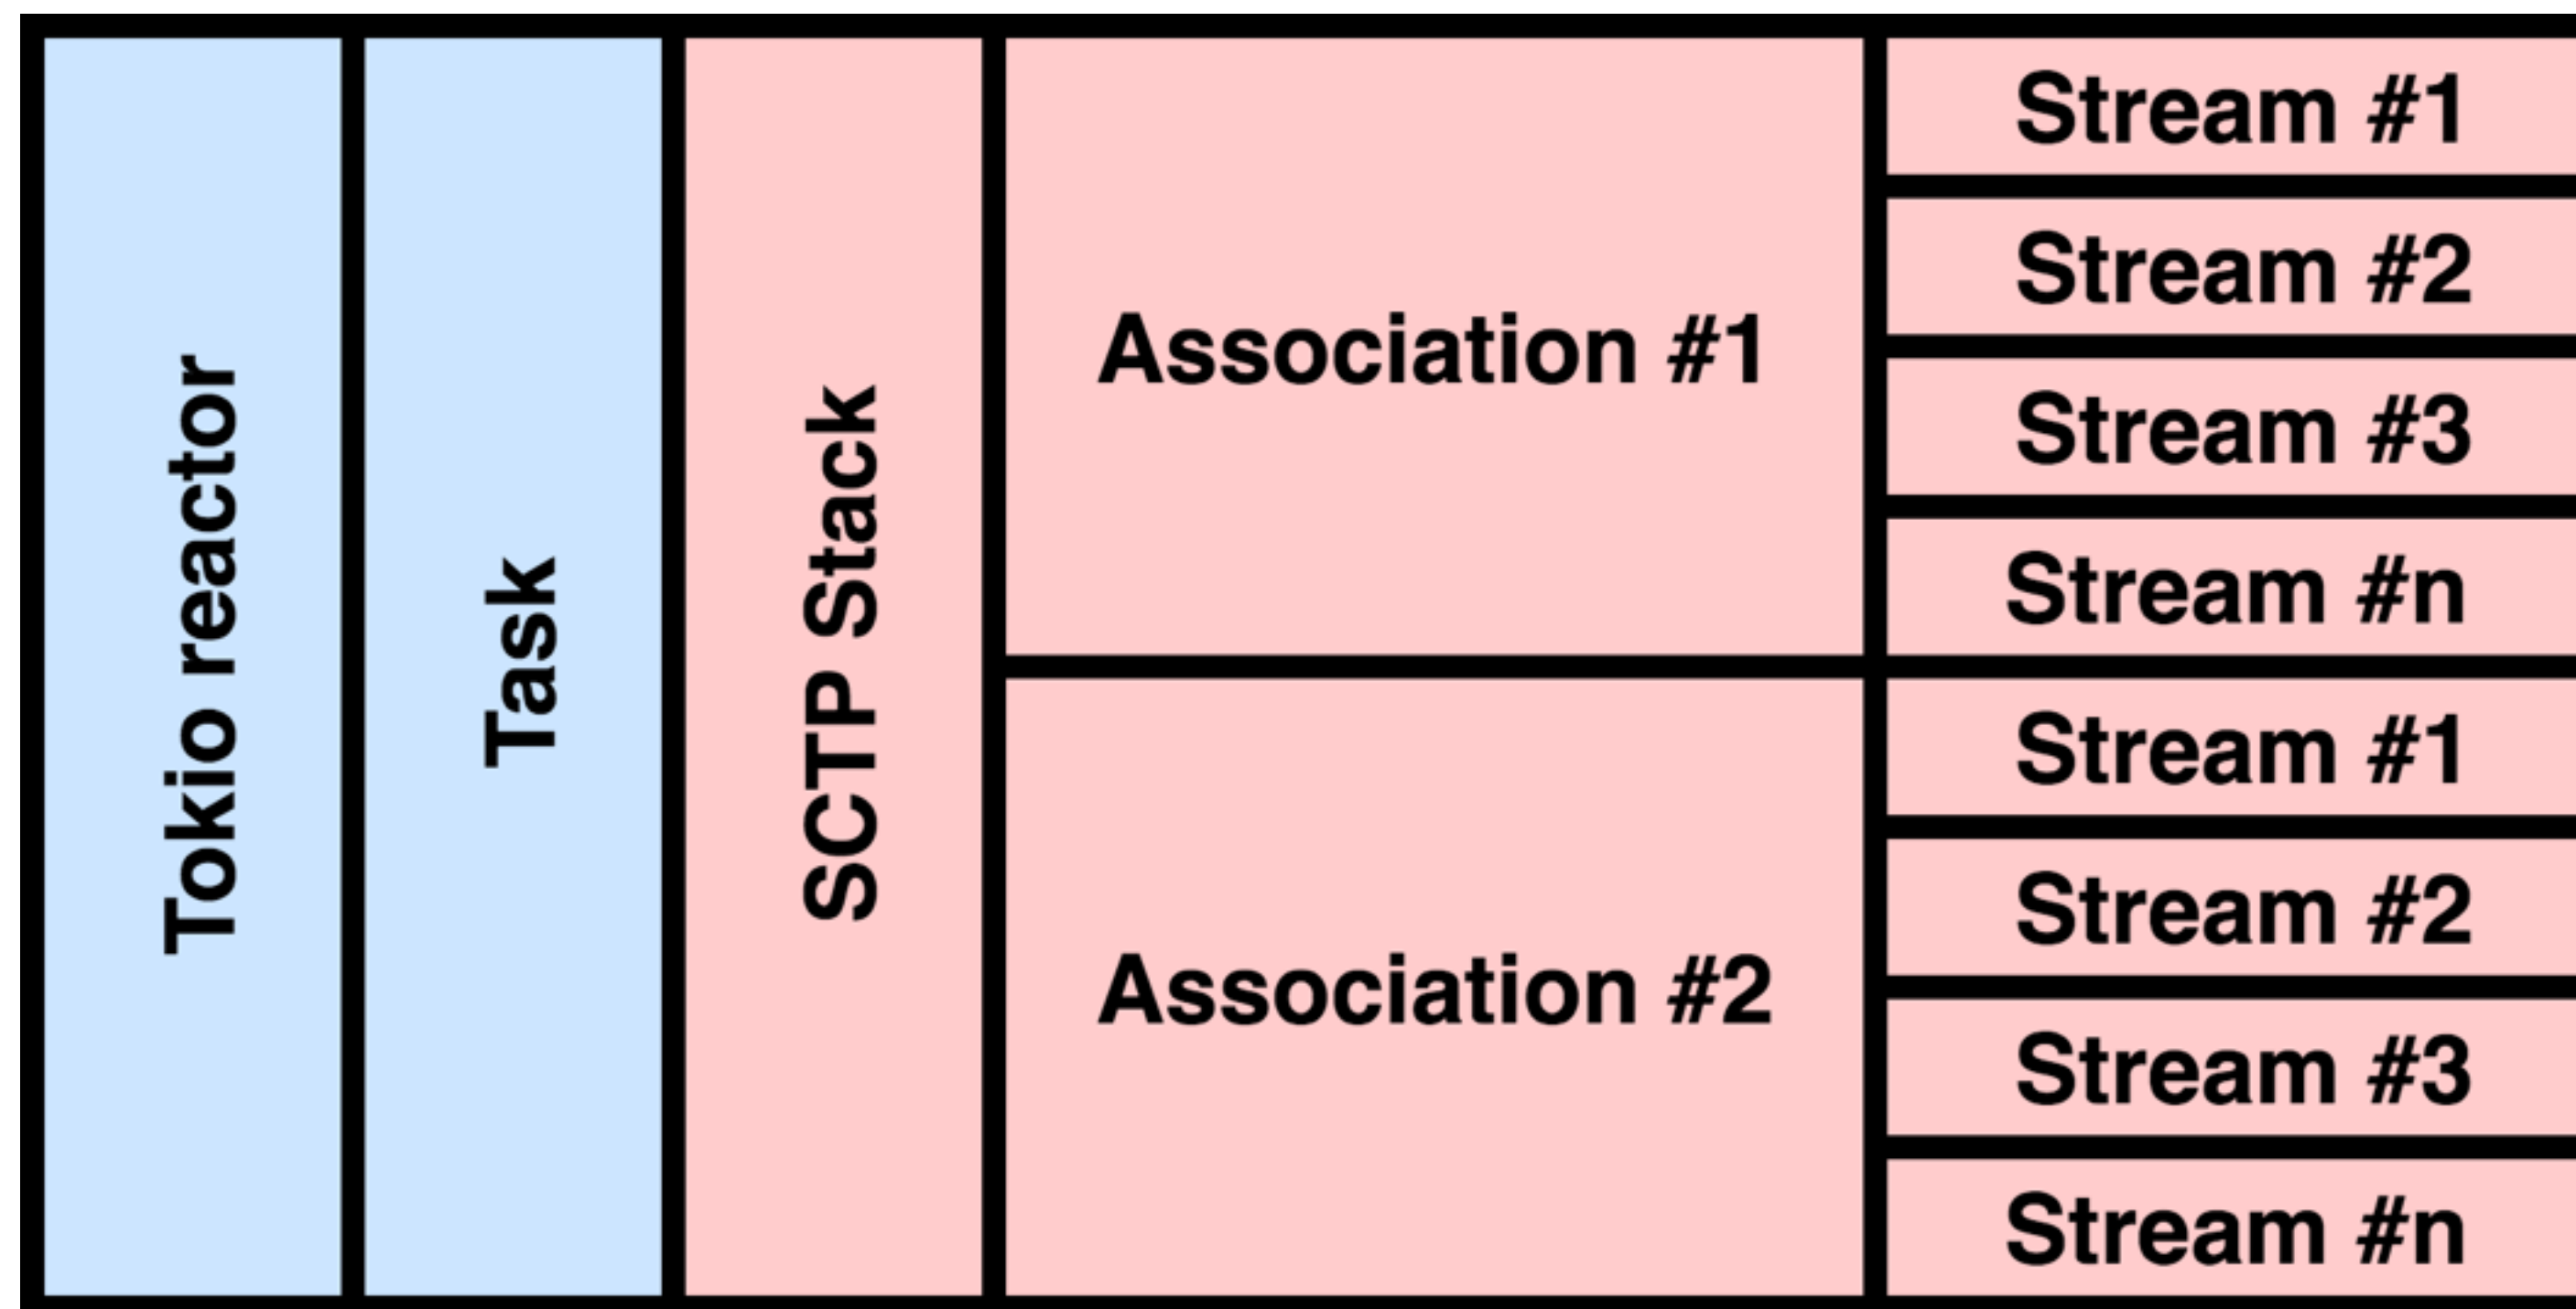 Tokio reactor
Task
SCTP Stack
Association #1
Stream #1
Stream #2
Stream #3
Stream #n
Association #2
Stream #1
Stream #2
Stream #3
Stream #n